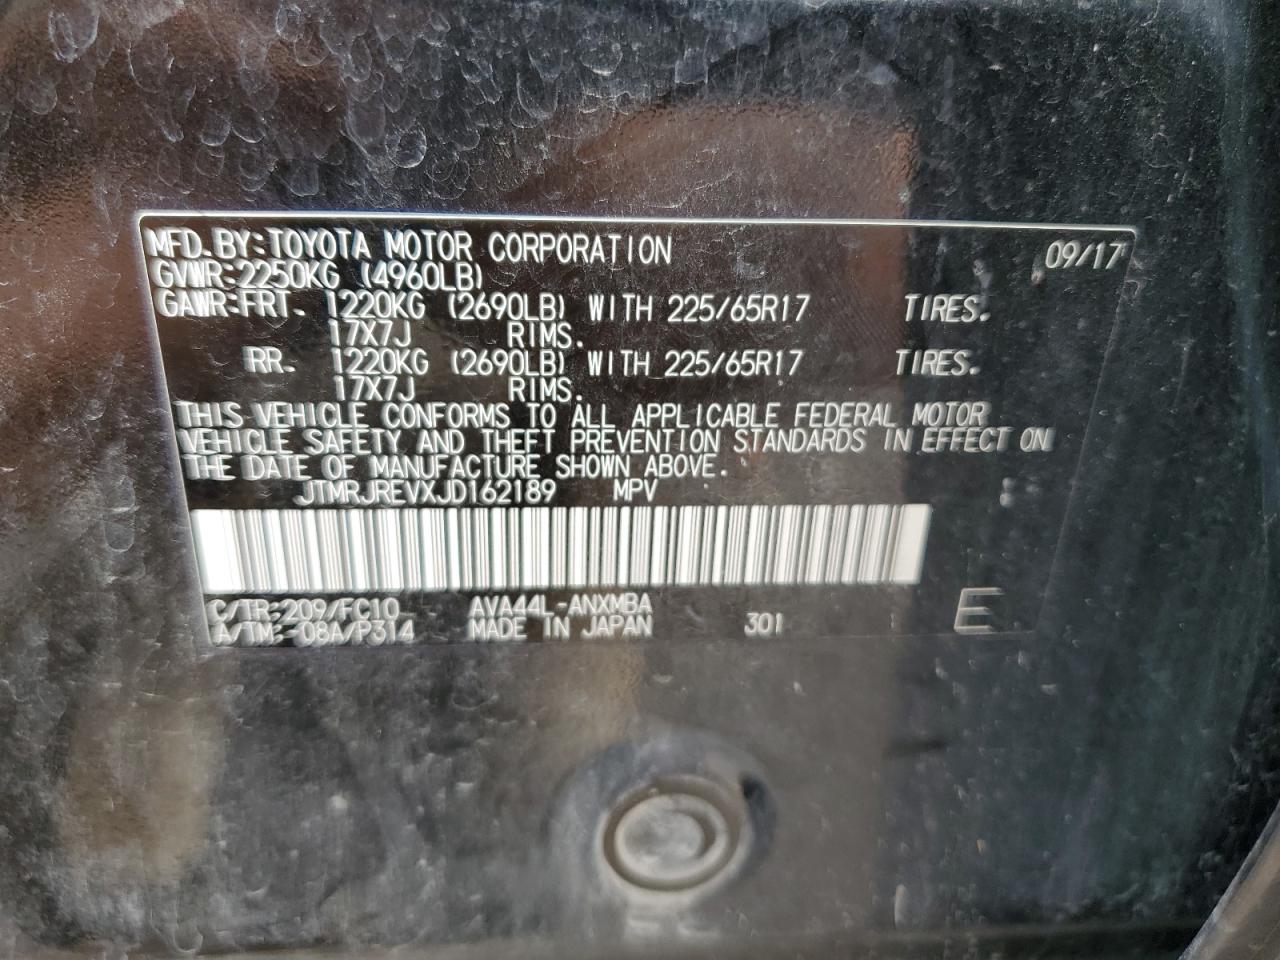 MFD.BY:TOYOTA MOTOR CORPORATION 09/17
GVWR:2250KG (4960LB)
GAWR:FRT. 1220KG (2690LB) WITH 225/65R17 TIRES.
17X7J RIMS.
RR. 1220KG (2690LB) WITH 225/65R17 TIRES.
17X7J RIMS.
THIS VEHICLE CONFORMS TO ALL APPLICABLE FEDERAL MOTOR
VEHICLE SAFETY AND THEFT PREVENTION STANDARDS IN EFFECT ON
THE DATE OF MANUFACTURE SHOWN ABOVE.
JTMRJREVXJD162189 MPV
C/TR:209/FC10 AVA44L-ANXMBA
A/TM:-08A/P314 MADE IN JAPAN 301 E